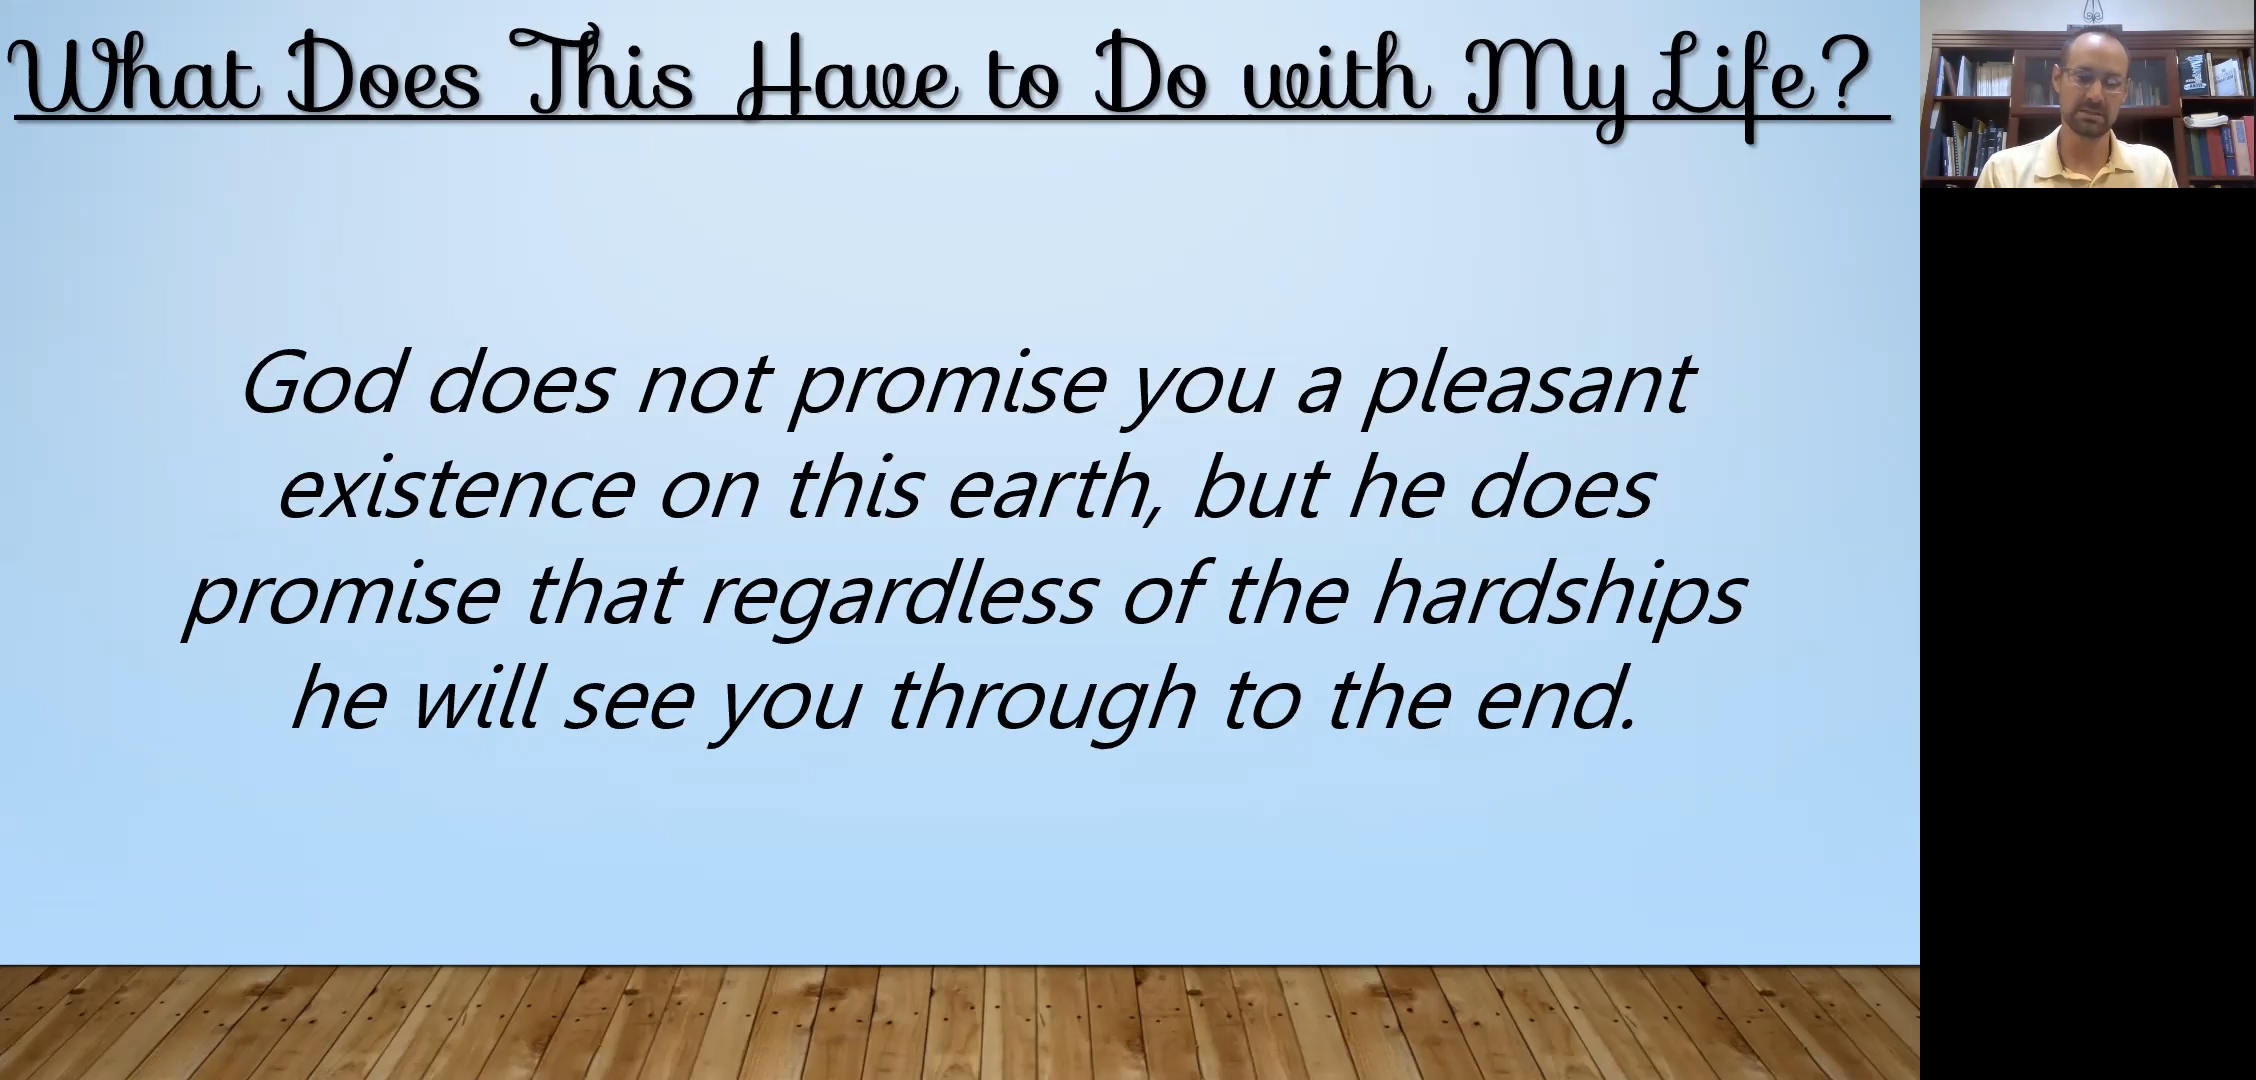 What Does This Have to Do with My Life?
God does not promise you a pleasant
existence on this earth, but he does
promise that regardless of the hardships
he will see you through to the end.